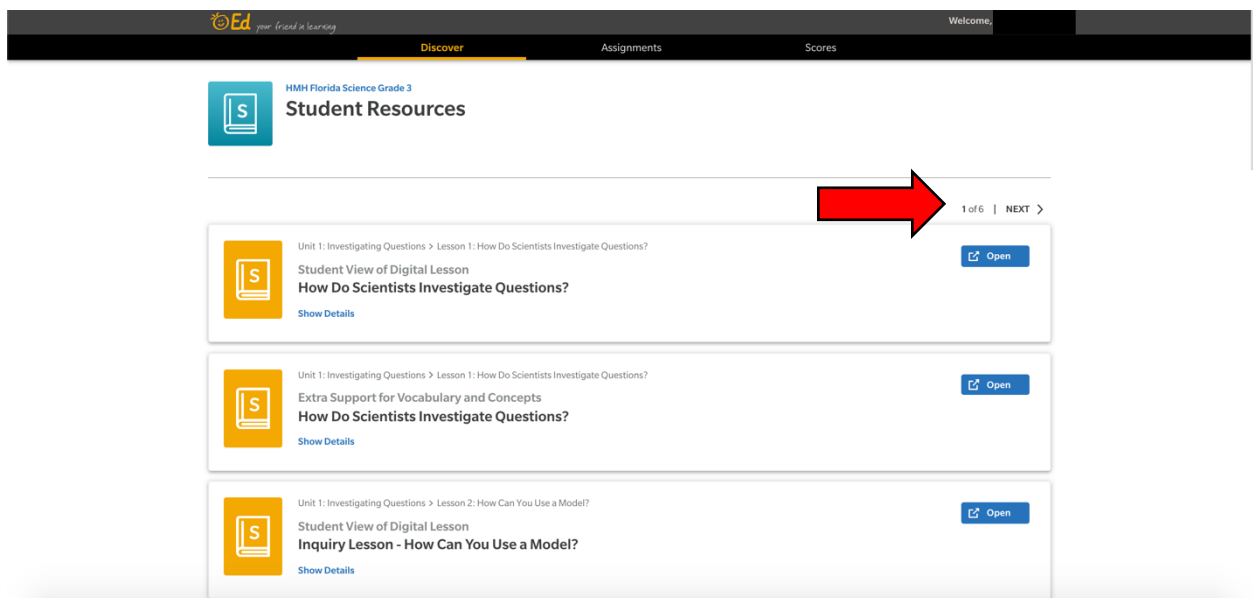 Ed your friend in learning
Welcome,
Discover Assignments Scores
HMH Florida Science Grade 3
S
Student Resources
1 of 6 | NEXT >
Unit 1: Investigating Questions > Lesson 1: How Do Scientists Investigate Questions?
Open
S
Student View of Digital Lesson
How Do Scientists Investigate Questions?
Show Details
Unit 1: Investigating Questions > Lesson 1: How Do Scientists Investigate Questions?
Open
S
Extra Support for Vocabulary and Concepts
How Do Scientists Investigate Questions?
Show Details
Unit 1: Investigating Questions > Lesson 2: How Can You Use a Model?
Open
S
Student View of Digital Lesson
Inquiry Lesson - How Can You Use a Model?
Show Details